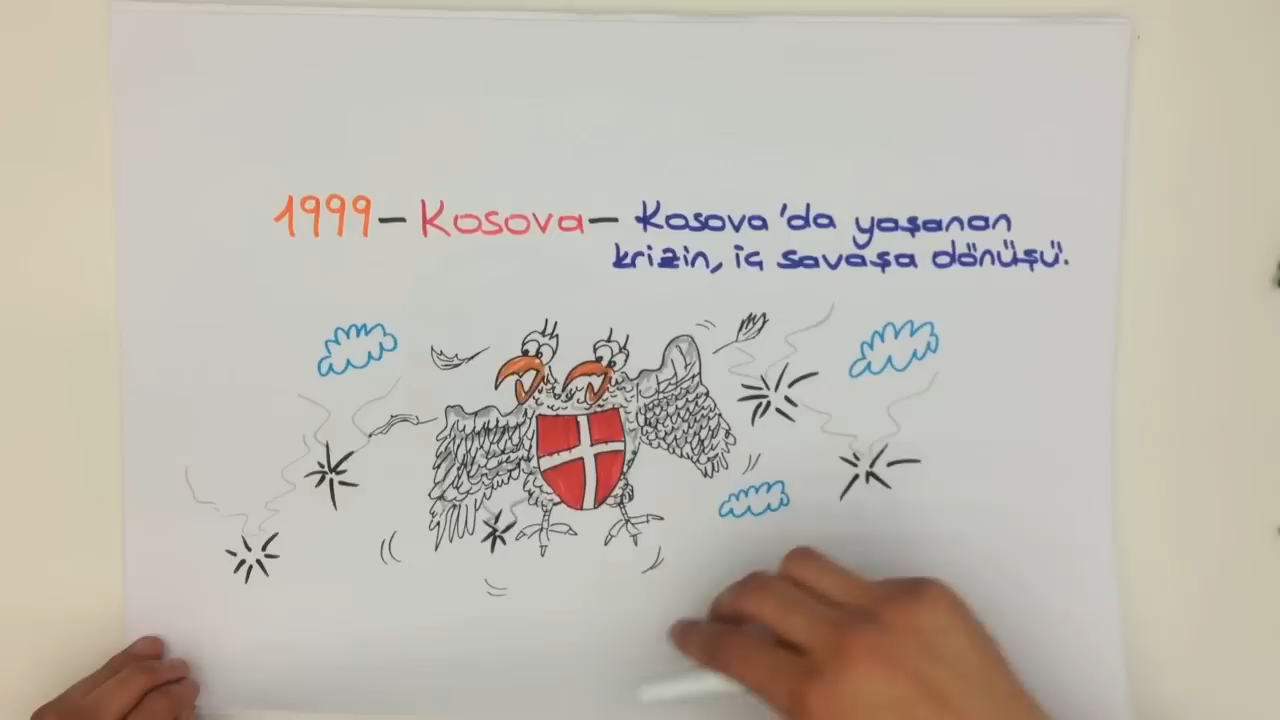 1999 – Kosova – Kosova'da yaşanan
krizin, iç savaşa dönüşü.